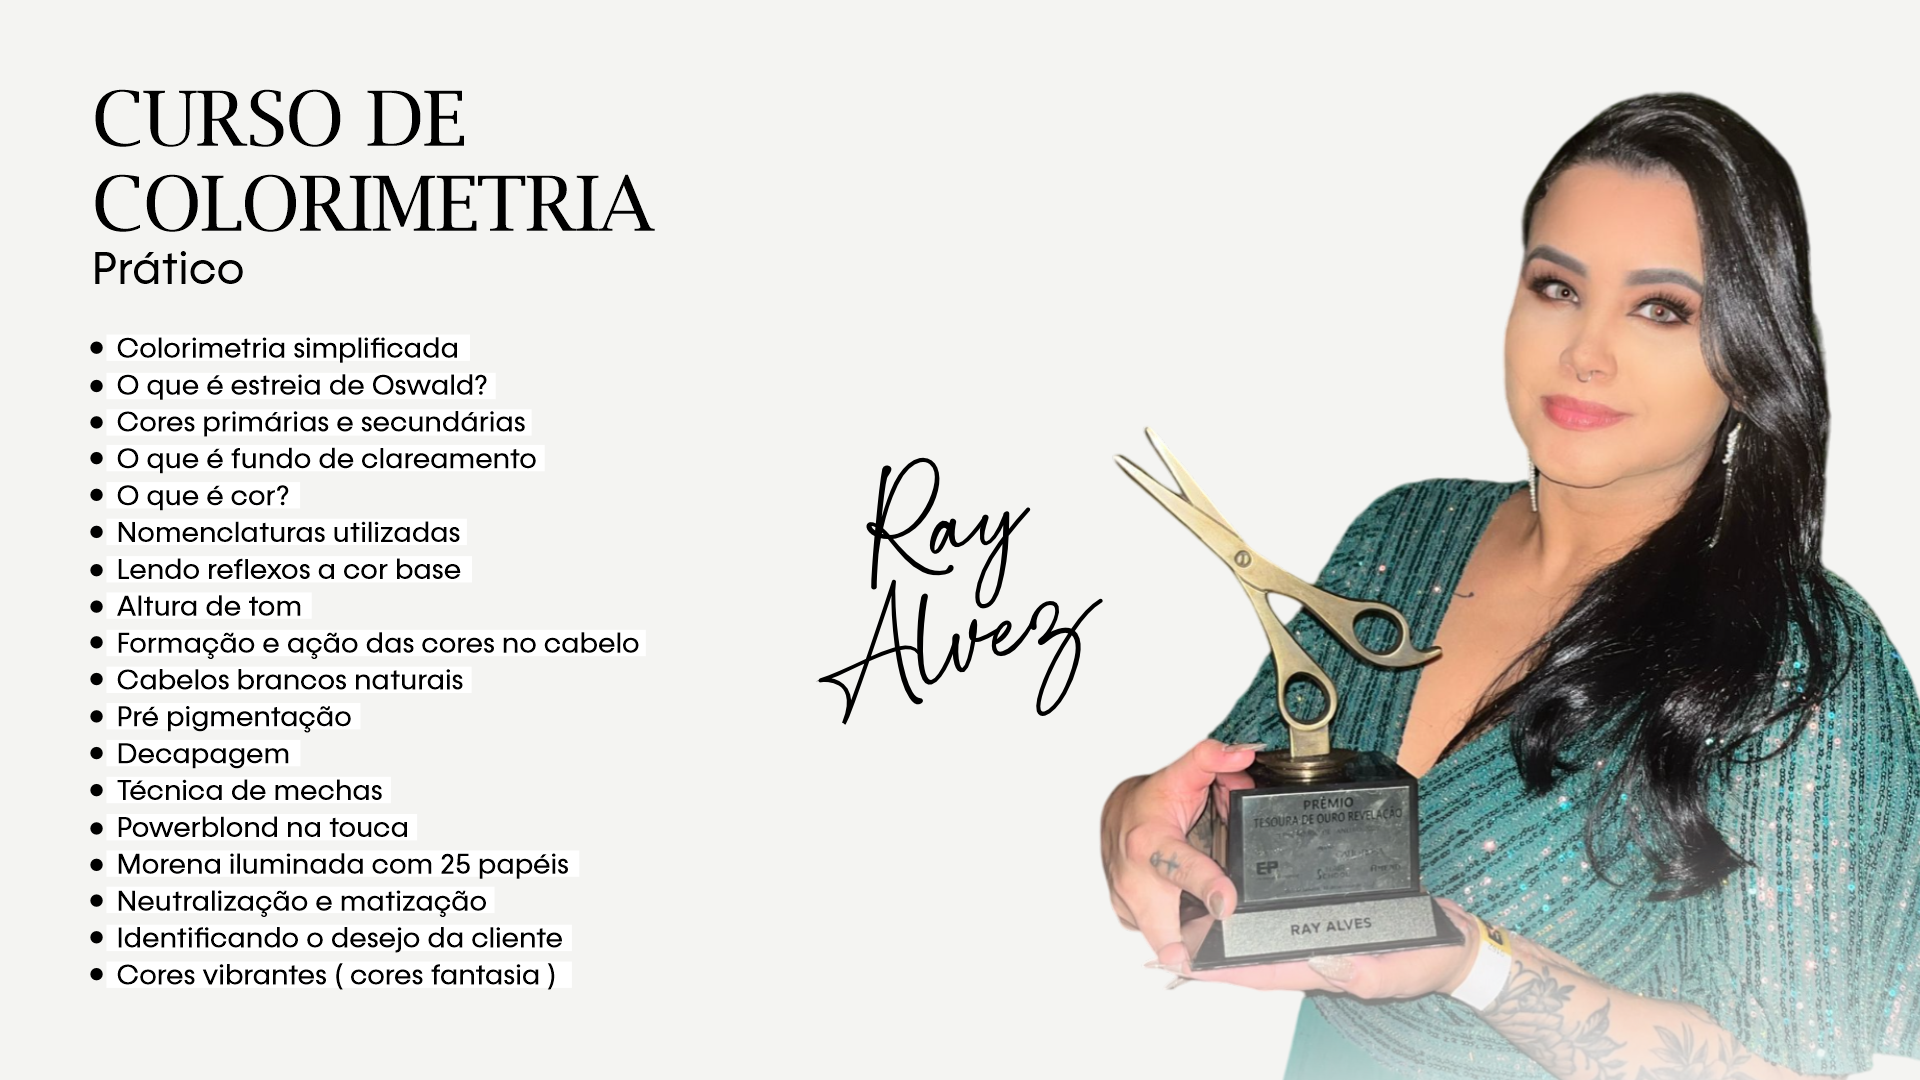 CURSO DE
COLORIMETRIA
Prático
• Colorimetria simplificada
• O que é estreia de Oswald?
• Cores primárias e secundárias
• O que é fundo de clareamento
• O que é cor?
• Nomenclaturas utilizadas
• Lendo reflexos a cor base
• Altura de tom
• Formação e ação das cores no cabelo
• Cabelos brancos naturais
• Pré pigmentação
• Decapagem
• Técnica de mechas
• Powerblond na touca
• Morena iluminada com 25 papéis
• Neutralização e matização
• Identificando o desejo da cliente
• Cores vibrantes ( cores fantasia )
Ray
Alvez
PRÊMIO
TESOURA DE OURO REVELAÇÃO
EP
RAY ALVES